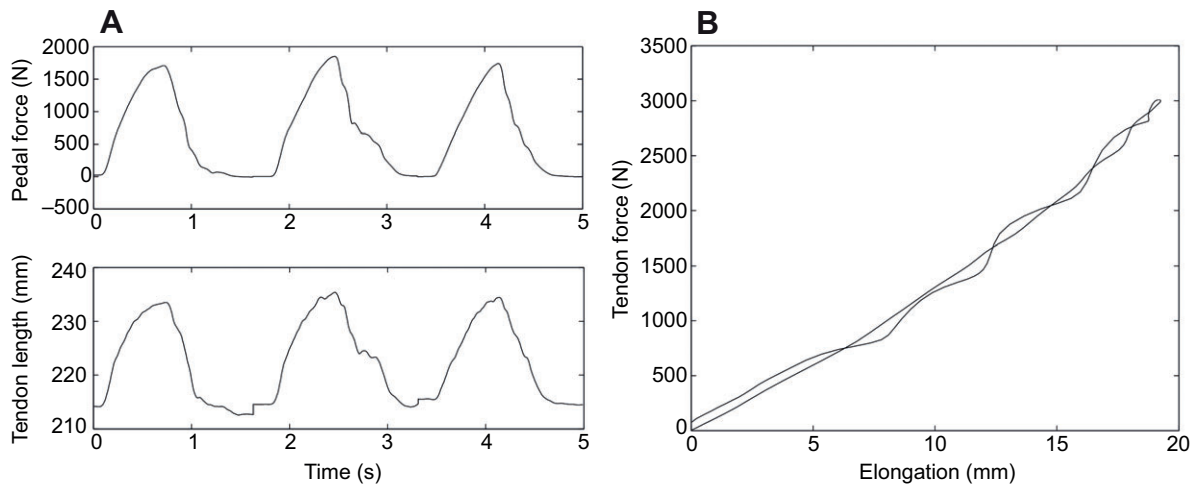 A
Pedal force (N)
2000
1500
1000
500
0
–500
0 1 2 3 4 5
Tendon length (mm)
240
230
220
210
0 1 2 3 4 5
Time (s)
B
Tendon force (N)
3500
3000
2500
2000
1500
1000
500
0
0 5 10 15 20
Elongation (mm)